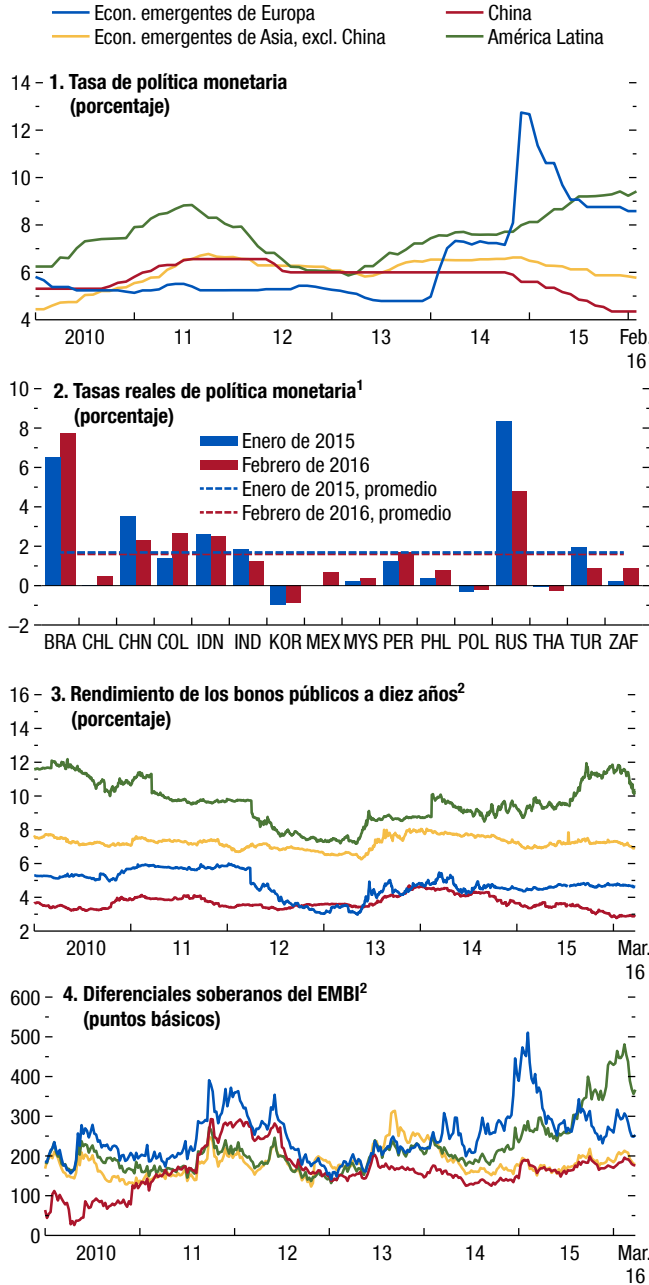 Econ. emergentes de Europa
China
Econ. emergentes de Asia, excl. China
América Latina
1. Tasa de política monetaria
(porcentaje)
14
12
10
8
6
4
2010 11 12 13 14 15 Feb.
16
2. Tasas reales de política monetaria1
(porcentaje)
10
8
6
4
2
0
–2
Enero de 2015
Febrero de 2016
Enero de 2015, promedio
Febrero de 2016, promedio
BRA CHL CHN COL IDN IND KOR MEX MYS PER PHL POL RUS THA TUR ZAF
3. Rendimiento de los bonos públicos a diez años2
(porcentaje)
16
14
12
10
8
6
4
2
2010 11 12 13 14 15 Mar.
16
4. Diferenciales soberanos del EMBI2
(puntos básicos)
600
500
400
300
200
100
0
2010 11 12 13 14 15 Mar.
16